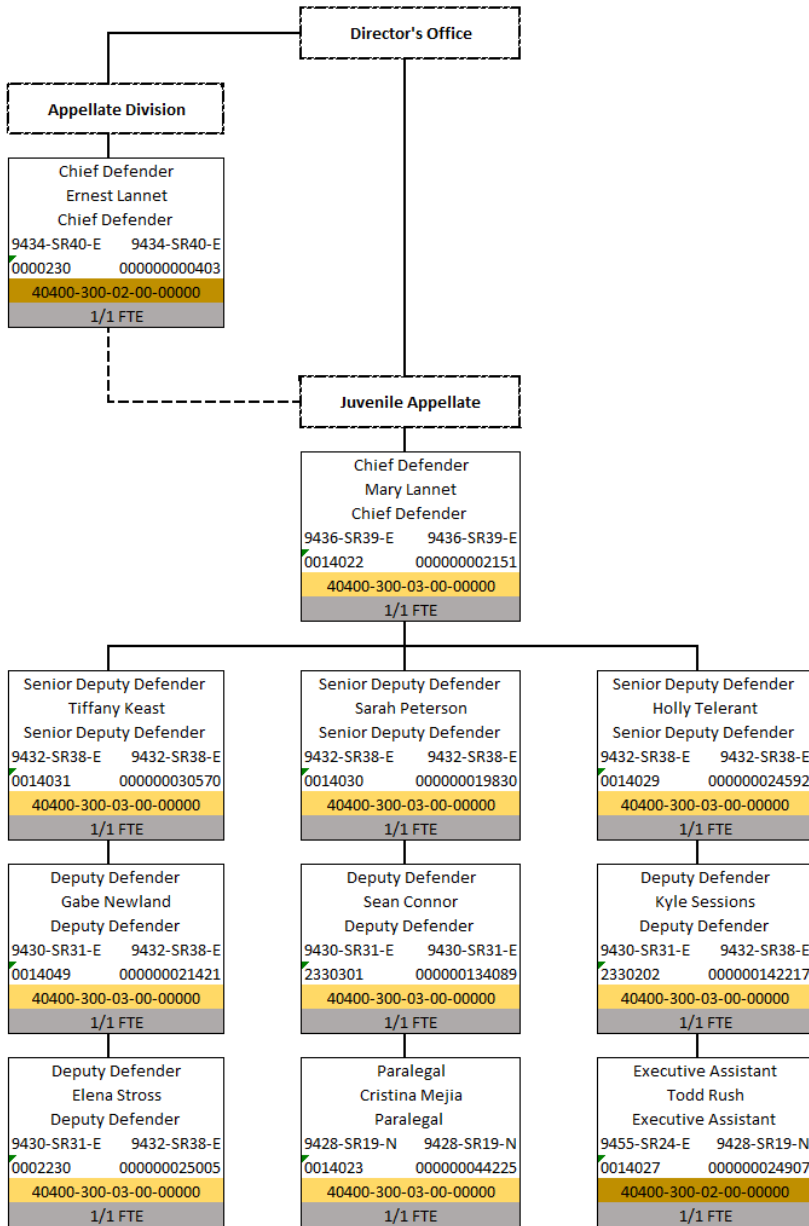 Director's Office
Appellate Division
Chief Defender
Ernest Lannet
Chief Defender
9434-SR40-E 9434-SR40-E
0000230 000000000403
40400-300-02-00-00000
1/1 FTE
Juvenile Appellate
Chief Defender
Mary Lannet
Chief Defender
9436-SR39-E 9436-SR39-E
0014022 000000002151
40400-300-03-00-00000
1/1 FTE
Senior Deputy Defender
Tiffany Keast
Senior Deputy Defender
9432-SR38-E 9432-SR38-E
0014031 000000030570
40400-300-03-00-00000
1/1 FTE
Senior Deputy Defender
Sarah Peterson
Senior Deputy Defender
9432-SR38-E 9432-SR38-E
0014030 000000019830
40400-300-03-00-00000
1/1 FTE
Senior Deputy Defender
Holly Telerant
Senior Deputy Defender
9432-SR38-E 9432-SR38-E
0014029 000000024592
40400-300-03-00-00000
1/1 FTE
Deputy Defender
Gabe Newland
Deputy Defender
9430-SR31-E 9432-SR38-E
0014049 000000021421
40400-300-03-00-00000
1/1 FTE
Deputy Defender
Sean Connor
Deputy Defender
9430-SR31-E 9430-SR31-E
2330301 000000134089
40400-300-03-00-00000
1/1 FTE
Deputy Defender
Kyle Sessions
Deputy Defender
9430-SR31-E 9432-SR38-E
2330202 000000142217
40400-300-03-00-00000
1/1 FTE
Deputy Defender
Elena Stross
Deputy Defender
9430-SR31-E 9432-SR38-E
0002230 000000025005
40400-300-03-00-00000
1/1 FTE
Paralegal
Cristina Mejia
Paralegal
9428-SR19-N 9428-SR19-N
0014023 000000044225
40400-300-03-00-00000
1/1 FTE
Executive Assistant
Todd Rush
Executive Assistant
9455-SR24-E 9428-SR19-N
0014027 000000024907
40400-300-02-00-00000
1/1 FTE